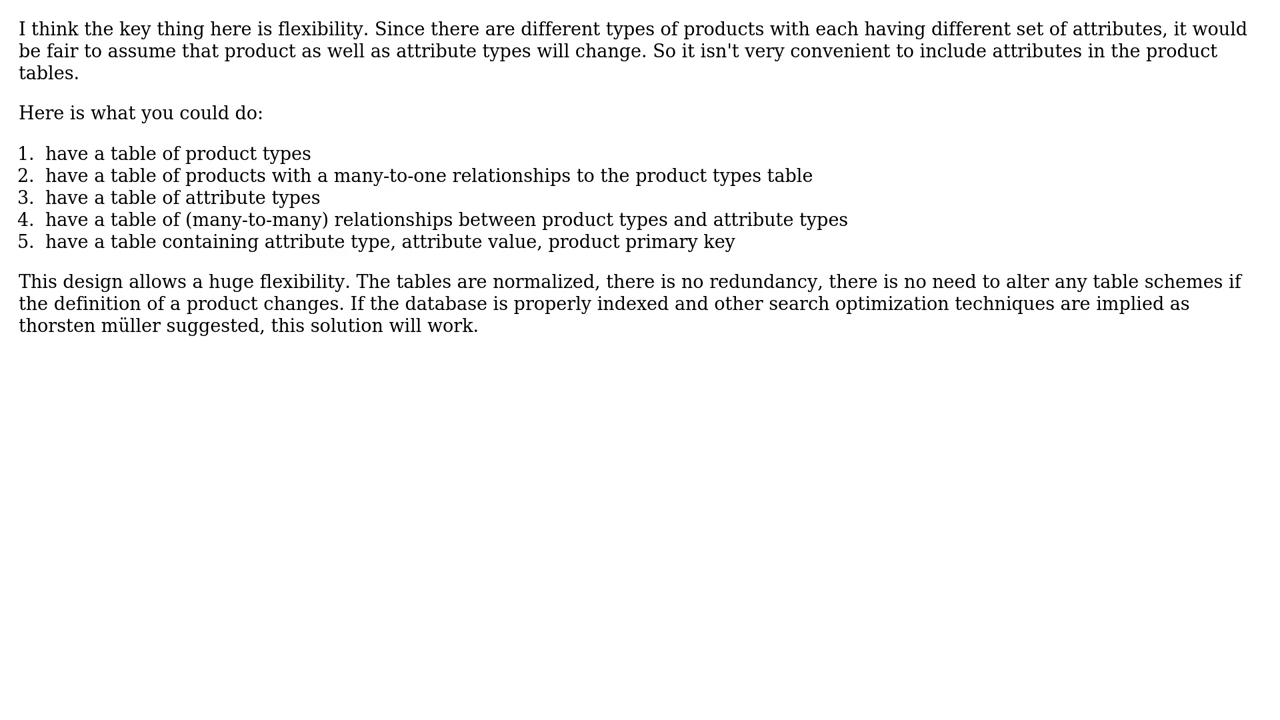 I think the key thing here is flexibility. Since there are different types of products with each having different set of attributes, it would
be fair to assume that product as well as attribute types will change. So it isn't very convenient to include attributes in the product
tables.
Here is what you could do:
1. have a table of product types
2. have a table of products with a many-to-one relationships to the product types table
3. have a table of attribute types
4. have a table of (many-to-many) relationships between product types and attribute types
5. have a table containing attribute type, attribute value, product primary key
This design allows a huge flexibility. The tables are normalized, there is no redundancy, there is no need to alter any table schemes if
the definition of a product changes. If the database is properly indexed and other search optimization techniques are implied as
thorsten müller suggested, this solution will work.